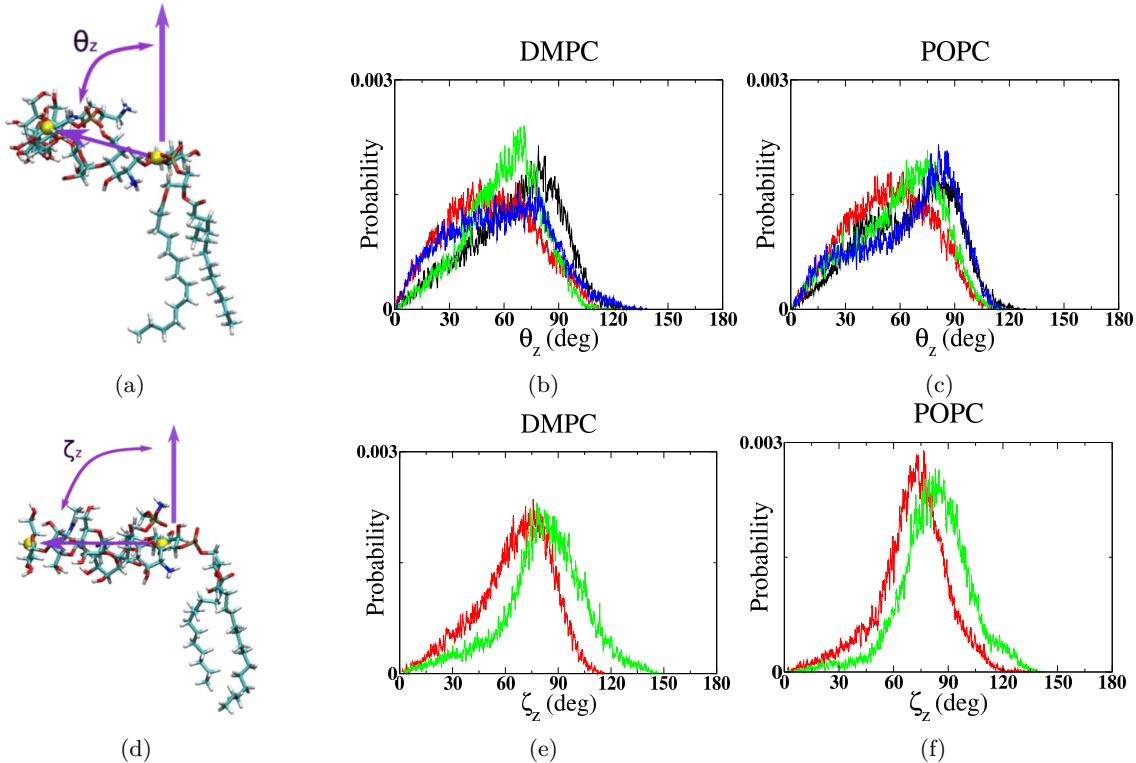 θz
(a)
DMPC
0.003
Probability
0
0 30 60 90 120 150 180
θz (deg)
(b)
POPC
0.003
Probability
0
0 30 60 90 120 150 180
θz (deg)
(c)
ζz
(d)
DMPC
0.003
Probability
0
0 30 60 90 120 150 180
ζz (deg)
(e)
POPC
0.003
Probability
0
0 30 60 90 120 150 180
ζz (deg)
(f)